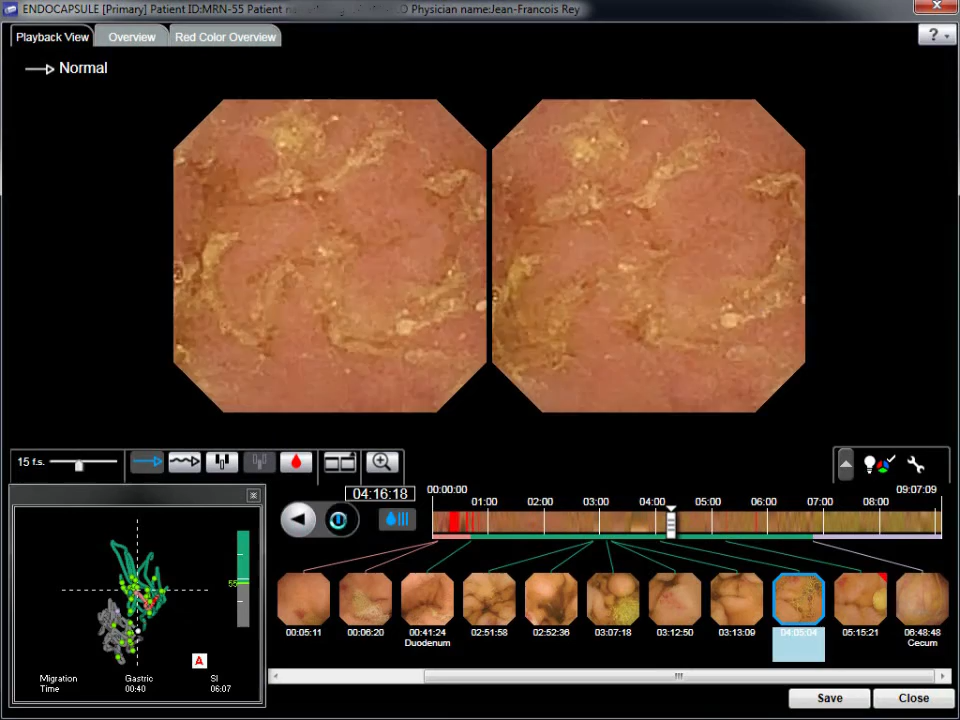 ENDOCAPSULE [Primary] Patient ID:MRN-55 Patient Physician name:Jean-Francois Rey
Playback View Overview Red Color Overview
?
Normal
15 f.s.
04:16:18
00:00:00 01:00 02:00 03:00 04:00 05:00 06:00 07:00 08:00 09:07:09
55
A
Migration Time Gastric 00:40 SI 06:07
00:05:11 00:06:20 00:41:24 02:51:58 02:52:36 03:07:18 03:12:50 03:13:09 04:05:04 05:15:21 06:48:48
Duodenum Cecum
Save Close